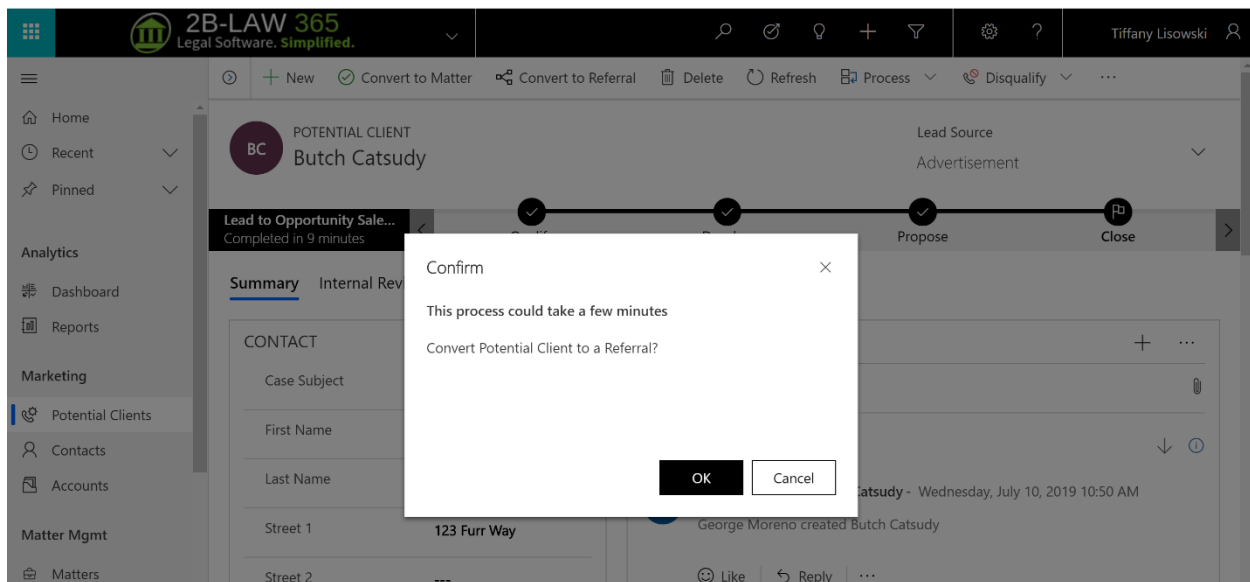 2B-LAW 365
Legal Software. Simplified.
Tiffany Lisowski
New
Convert to Matter
Convert to Referral
Delete
Refresh
Process
Disqualify
Home
Recent
Pinned
Analytics
Dashboard
Reports
Marketing
Potential Clients
Contacts
Accounts
Matter Mgmt
Matters
BC
POTENTIAL CLIENT
Butch Catsudy
Lead Source
Advertisement
Lead to Opportunity Sale...
Completed in 9 minutes
Propose
Close
Summary
Internal Rev
CONTACT
Case Subject
First Name
Last Name
Street 1
123 Furr Way
Street 2
---
Confirm
This process could take a few minutes
Convert Potential Client to a Referral?
OK
Cancel
Catsudy - Wednesday, July 10, 2019 10:50 AM
George Moreno created Butch Catsudy
Like
Reply